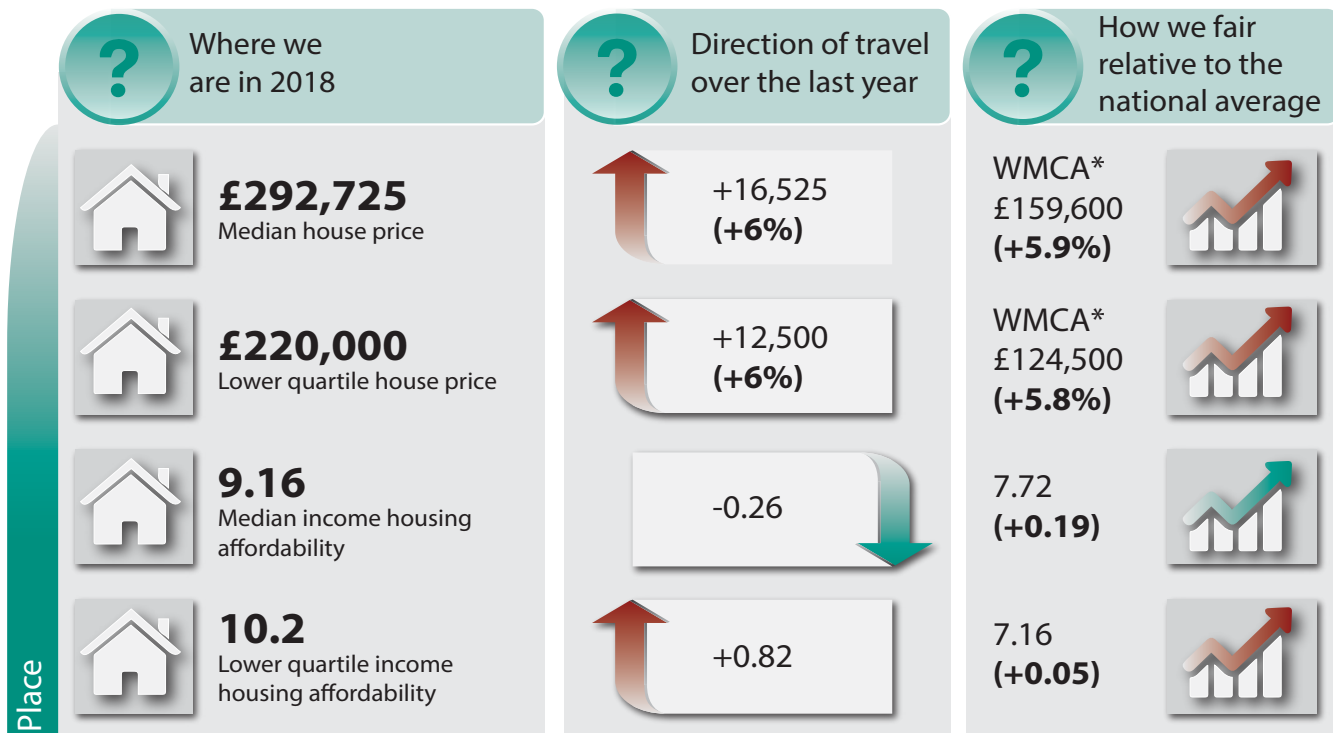 ?
Where we
are in 2018
?
Direction of travel
over the last year
?
How we fair
relative to the
national average
Place
£292,725
Median house price
+16,525
(+6%)
WMCA*
£159,600
(+5.9%)
£220,000
Lower quartile house price
+12,500
(+6%)
WMCA*
£124,500
(+5.8%)
9.16
Median income housing
affordability
-0.26
7.72
(+0.19)
10.2
Lower quartile income
housing affordability
+0.82
7.16
(+0.05)